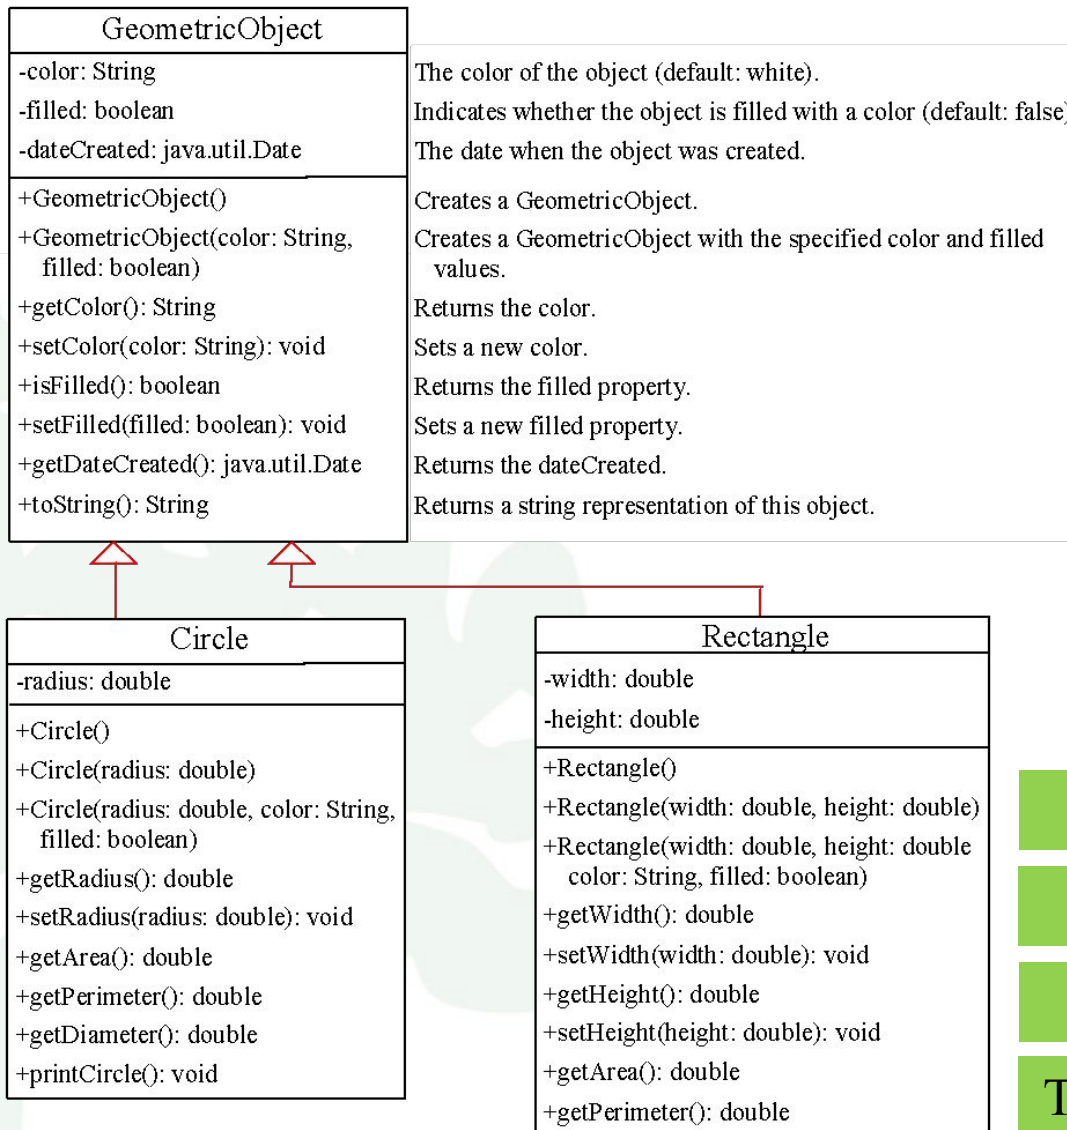 GeometricObject
-color: String
The color of the object (default: white).
-filled: boolean
Indicates whether the object is filled with a color (default: false)
-dateCreated: java.util.Date
The date when the object was created.
+GeometricObject()
Creates a GeometricObject.
+GeometricObject(color: String,
filled: boolean)
Creates a GeometricObject with the specified color and filled
values.
+getColor(): String
Returns the color.
+setColor(color: String): void
Sets a new color.
+isFilled(): boolean
Returns the filled property.
+setFilled(filled: boolean): void
Sets a new filled property.
+getDateCreated(): java.util.Date
Returns the dateCreated.
+toString(): String
Returns a string representation of this object.
Circle
-radius: double
+Circle()
+Circle(radius: double)
+Circle(radius: double, color: String,
filled: boolean)
+getRadius(): double
+setRadius(radius: double): void
+getArea(): double
+getPerimeter(): double
+getDiameter(): double
+printCircle(): void
Rectangle
-width: double
-height: double
+Rectangle()
+Rectangle(width: double, height: double)
+Rectangle(width: double, height: double
color: String, filled: boolean)
+getWidth(): double
+setWidth(width: double): void
+getHeight(): double
+setHeight(height: double): void
+getArea(): double
+getPerimeter(): double
T